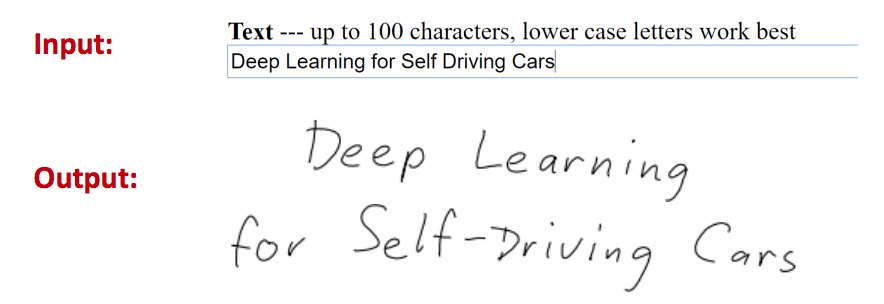 Input:
Text --- up to 100 characters, lower case letters work best
Deep Learning for Self Driving Cars
Output:
Deep Learning
for Self-Driving Cars